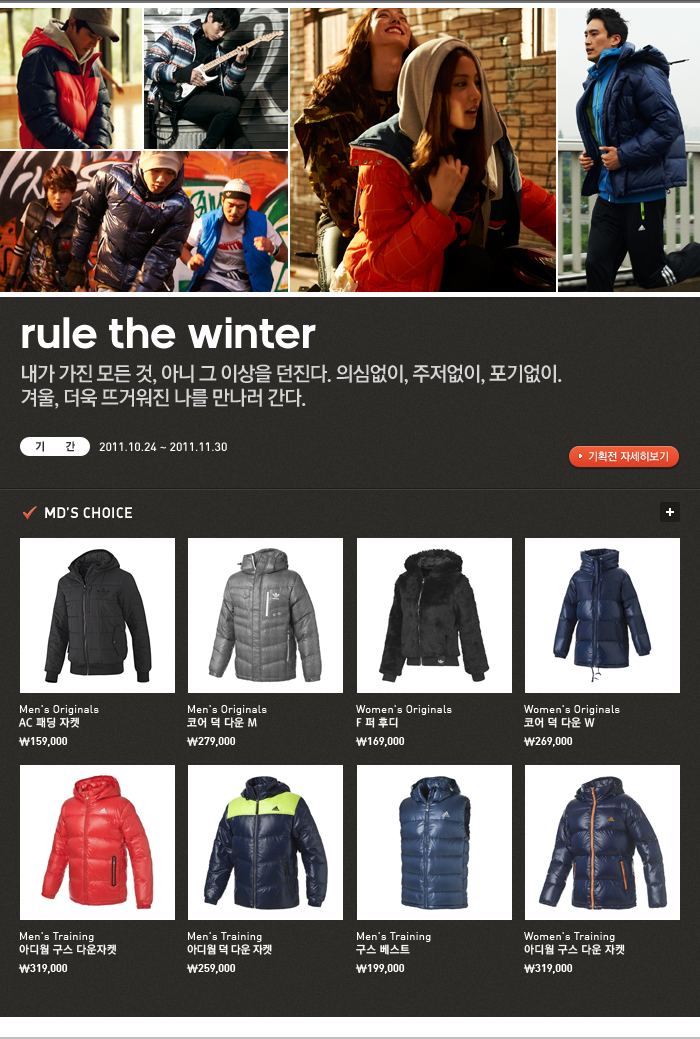 rule the winter
내가 가진 모든 것, 아니 그 이상을 던진다. 의심없이, 주저없이, 포기없이.
겨울, 더욱 뜨거워진 나를 만나러 간다.
기 간 2011.10.24 ~ 2011.11.30
기획전 자세히보기
MD'S CHOICE
+
Men's Originals
AC 패딩 자켓
₩159,000
Men's Originals
코어 덕 다운 M
₩279,000
Women's Originals
F 퍼 후디
₩169,000
Women's Originals
코어 덕 다운 W
₩269,000
Men's Training
아디웜 구스 다운자켓
₩319,000
Men's Training
아디웜 덕 다운 자켓
₩259,000
Men's Training
구스 베스트
₩199,000
Women's Training
아디웜 구스 다운 자켓
₩319,000